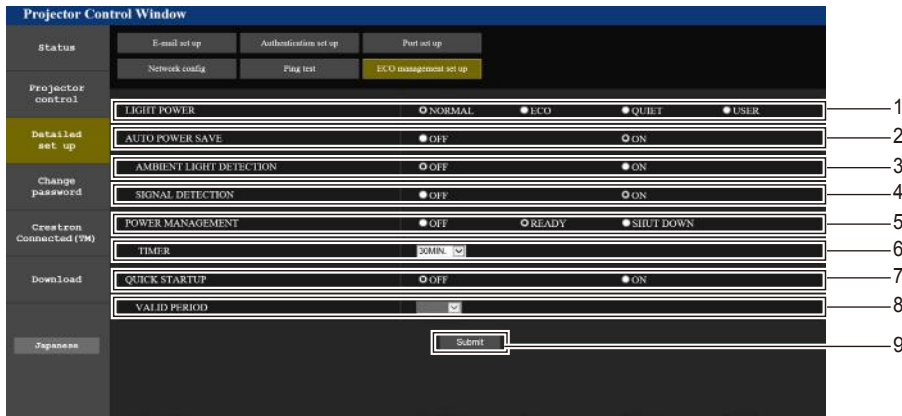 Projector Control Window
Status
E-mail set up
Authentication set up
Port set up
Network config
Ping test
ECO management set up
Projector
control
Detailed
set up
Change
password
Crestron
Connected(TM)
Download
Japanese
LIGHT POWER NORMAL ECO QUIET USER 1
AUTO POWER SAVE OFF ON 2
AMBIENT LIGHT DETECTION OFF ON 3
SIGNAL DETECTION OFF ON 4
POWER MANAGEMENT OFF READY SHUT DOWN 5
TIMER 30MIN. 6
QUICK STARTUP OFF ON 7
VALID PERIOD 8
Submit 9